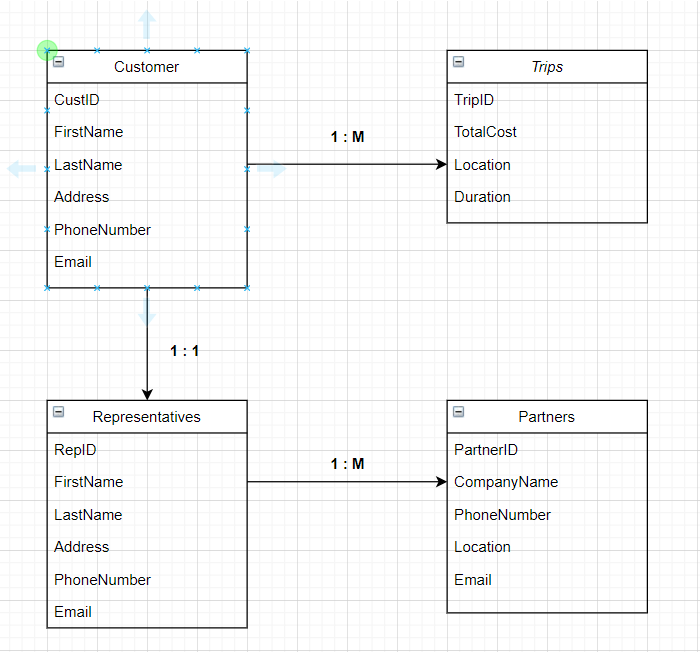 Customer
CustID
FirstName
LastName
Address
PhoneNumber
Email
1 : M
Trips
TripID
TotalCost
Location
Duration
1 : 1
Representatives
RepID
FirstName
LastName
Address
PhoneNumber
Email
1 : M
Partners
PartnerID
CompanyName
PhoneNumber
Location
Email